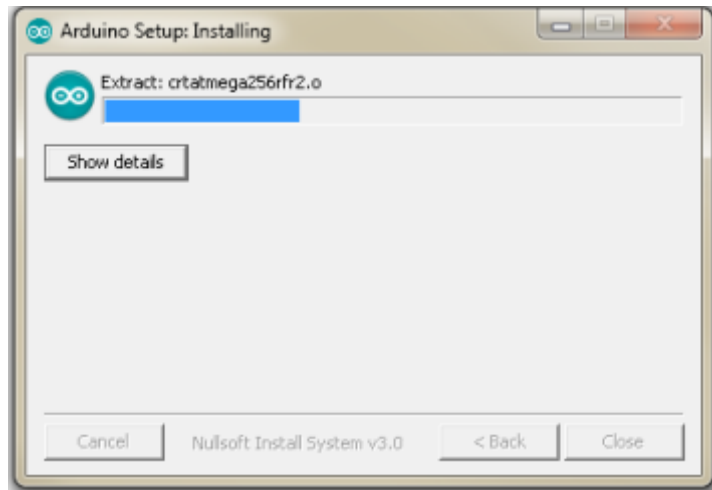 Arduino Setup: Installing
Extract: crtatmega256rfr2.o
Show details
Cancel Nullsoft Install System v3.0 < Back Close